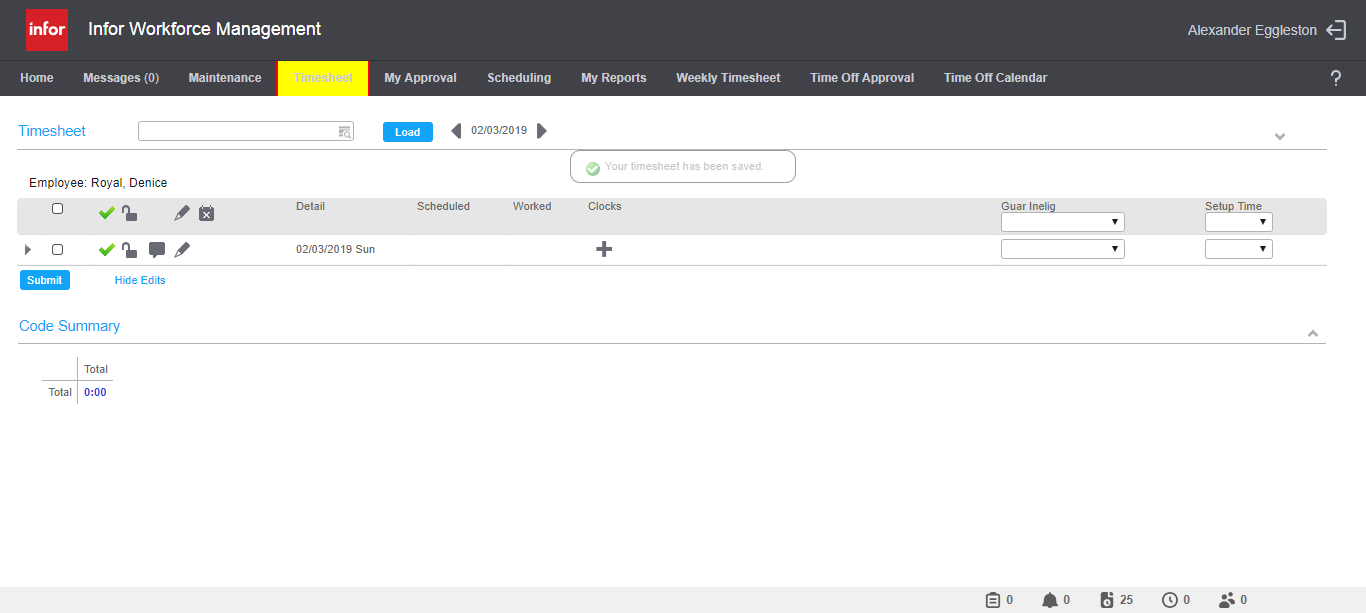 infor Infor Workforce Management Alexander Eggleston
Home Messages (0) Maintenance Timesheet My Approval Scheduling My Reports Weekly Timesheet Time Off Approval Time Off Calendar ?
Timesheet Load 02/03/2019
Your timesheet has been saved.
Employee: Royal, Denice
Detail Scheduled Worked Clocks Guar Inelig Setup Time
02/03/2019 Sun
Submit Hide Edits
Code Summary
Total
Total 0:00
0 0 25 0 0